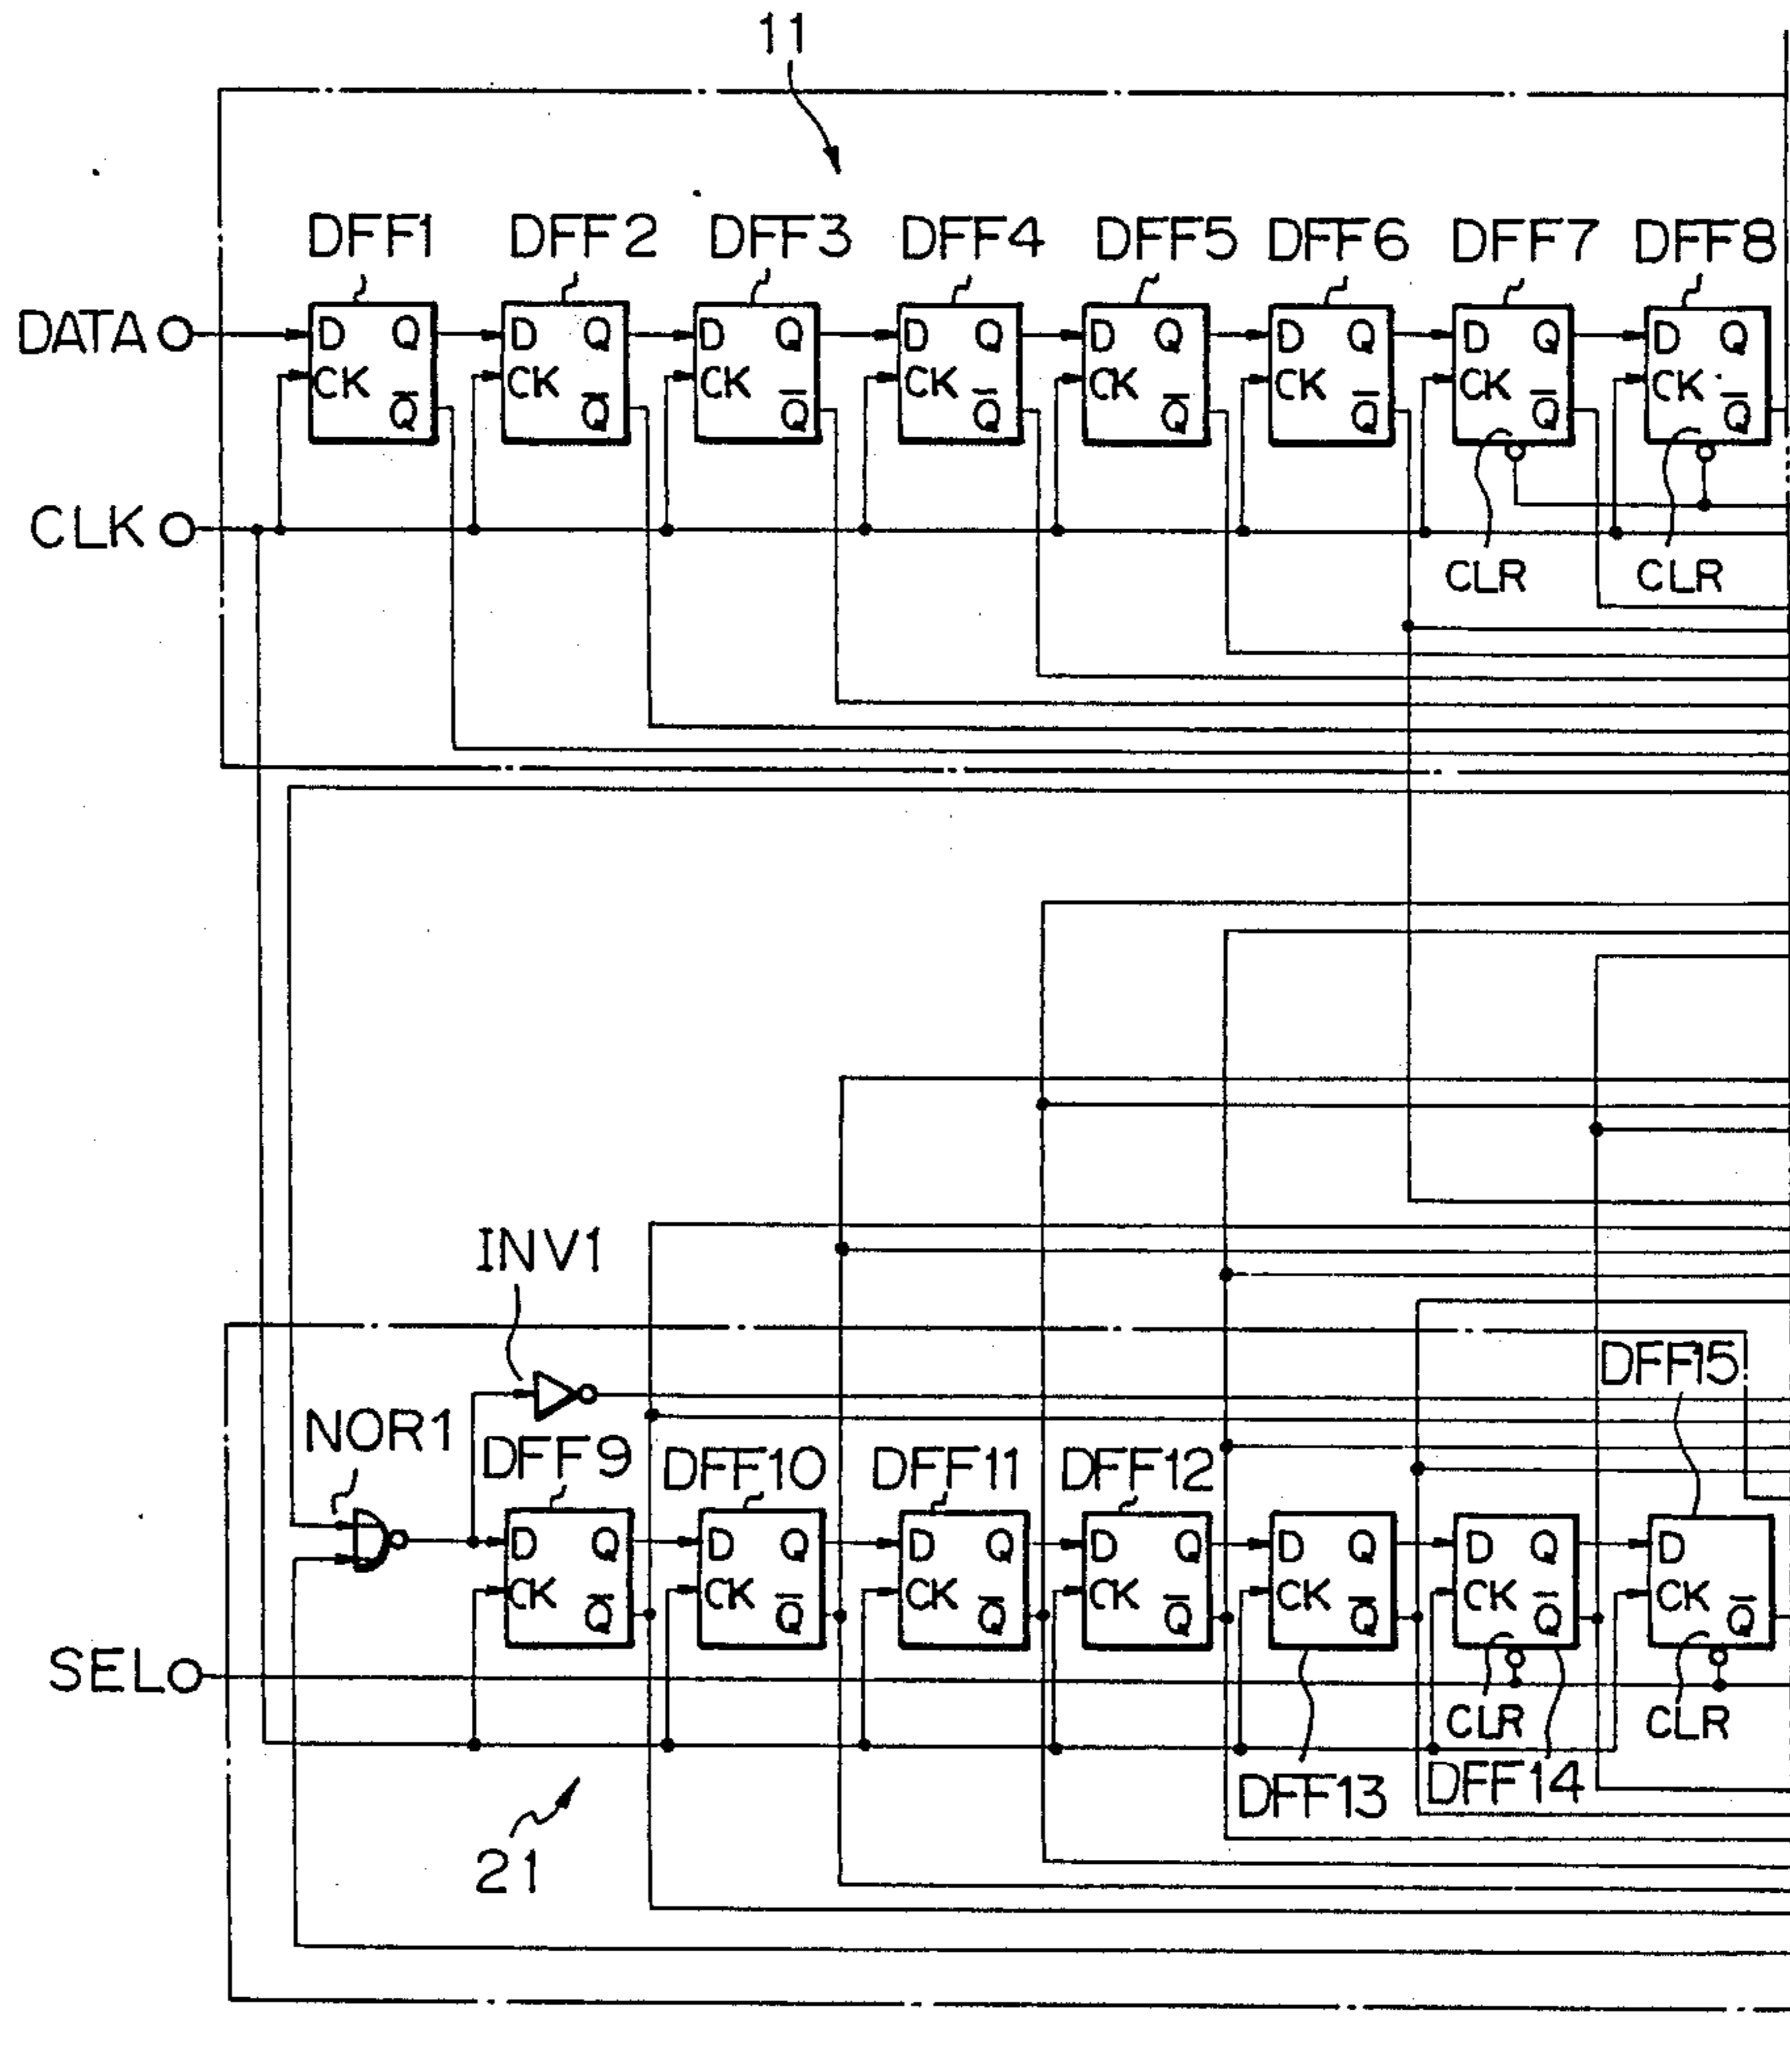 11
DFF1 DFF2 DFF3 DFF4 DFF5 DFF6 DFF7 DFF8
DATA
D Q D Q D Q D Q D Q D Q D Q D Q
CK CK CK CK CK CK CK CK
Q̅ Q̅ Q̅ Q̅ Q̅ Q̅ Q̅ Q̅
CLK
CLR CLR
INV1
DFF15
NOR1
DFF9 DFF10 DFF11 DFF12
D Q D Q D Q D Q D Q D Q D
CK CK CK CK CK CK CK
Q̅ Q̅ Q̅ Q̅ Q̅ Q̅ Q̅
SEL
CLR CLR
DFF13 DFF14
21